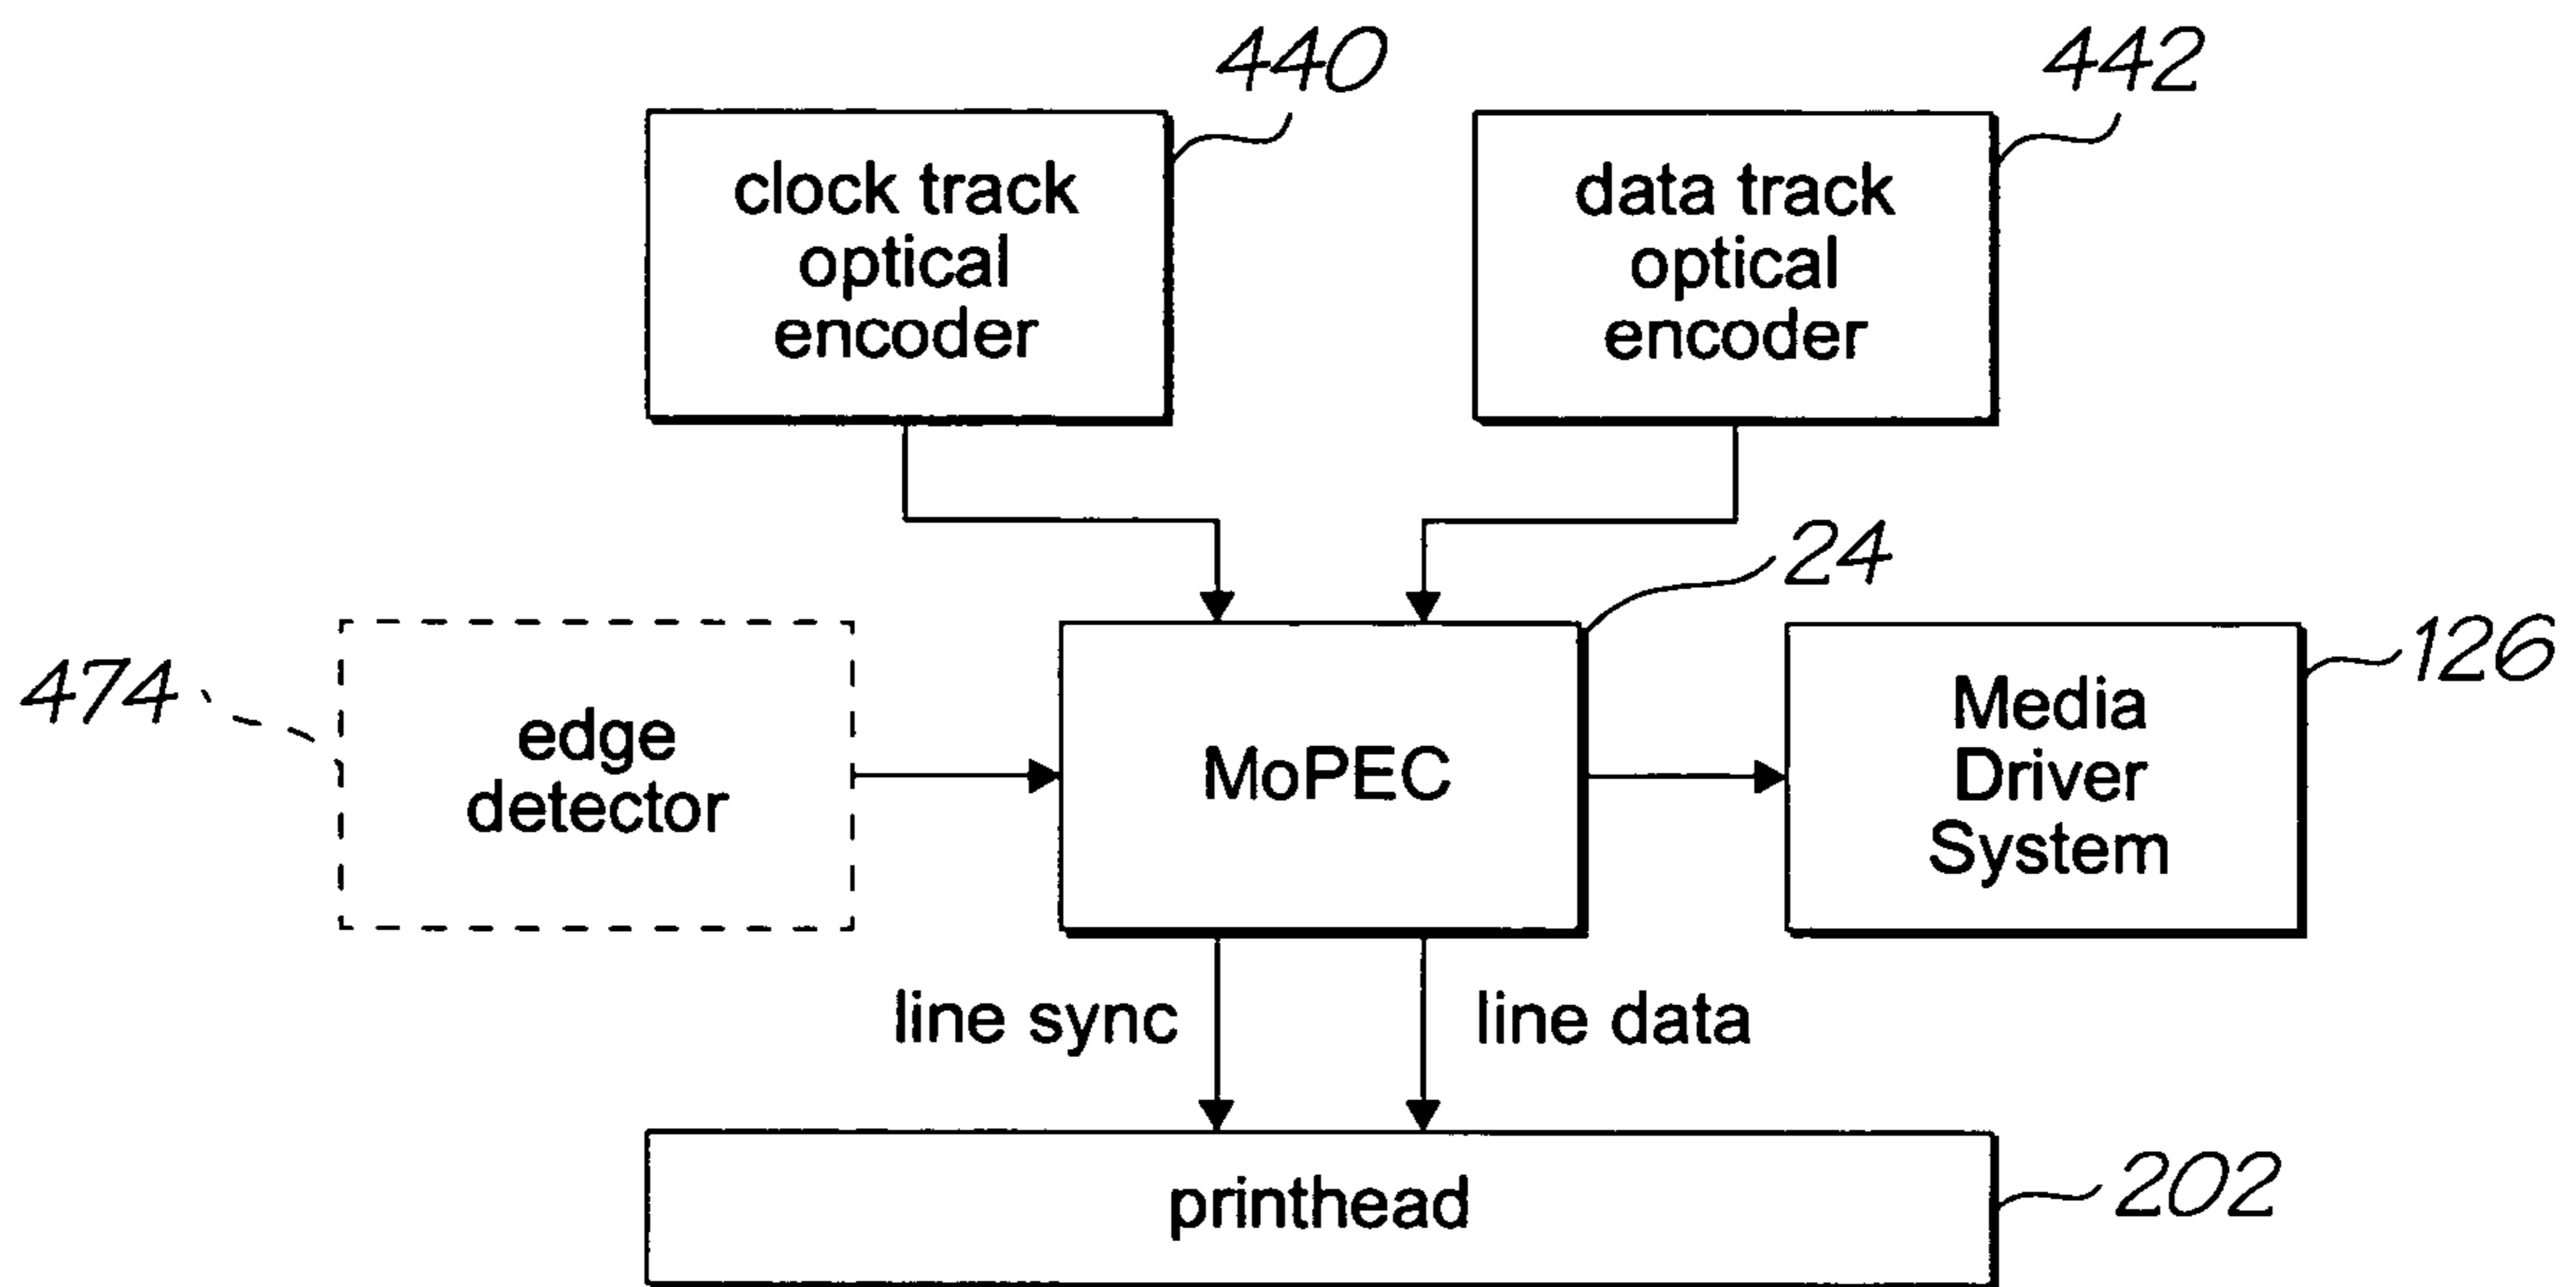 440
442
clock track
optical
encoder
data track
optical
encoder
24
474
edge
detector
MoPEC
Media
Driver
System
126
line sync
line data
printhead
202